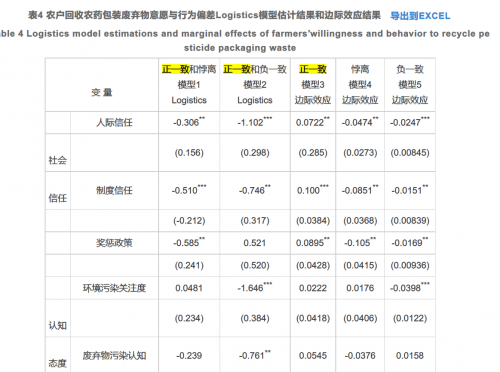 表4 农户回收农药包装废弃物意愿与行为偏差Logistics模型估计结果和边际效应结果 导出到EXCEL
ble 4 Logistics model estimations and marginal effects of farmers'willingness and behavior to recycle pe
sticide packaging waste
变 量 正一致和悖离 模型1 Logistics 正一致和负一致 模型2 Logistics 正一致 模型3 边际效应 悖离 模型4 边际效应 负一致 模型5 边际效应
人际信任 -0.306** -1.102*** 0.0722** -0.0474** -0.0247***
社会 (0.156) (0.298) (0.285) (0.0273) (0.00845)
信任 制度信任 -0.510*** -0.746** 0.100*** -0.0851** -0.0151**
(-0.212) (0.317) (0.0384) (0.0368) (0.00839)
奖惩政策 -0.585** 0.521 0.0895** -0.105** -0.0169**
(0.241) (0.520) (0.0428) (0.0415) (0.00936)
环境污染关注度 0.0481 -1.646*** 0.0222 0.0176 -0.0398***
认知 (0.234) (0.384) (0.0418) (0.0406) (0.0122)
态度 废弃物污染认知 -0.239 -0.761** 0.0545 -0.0376 0.0158